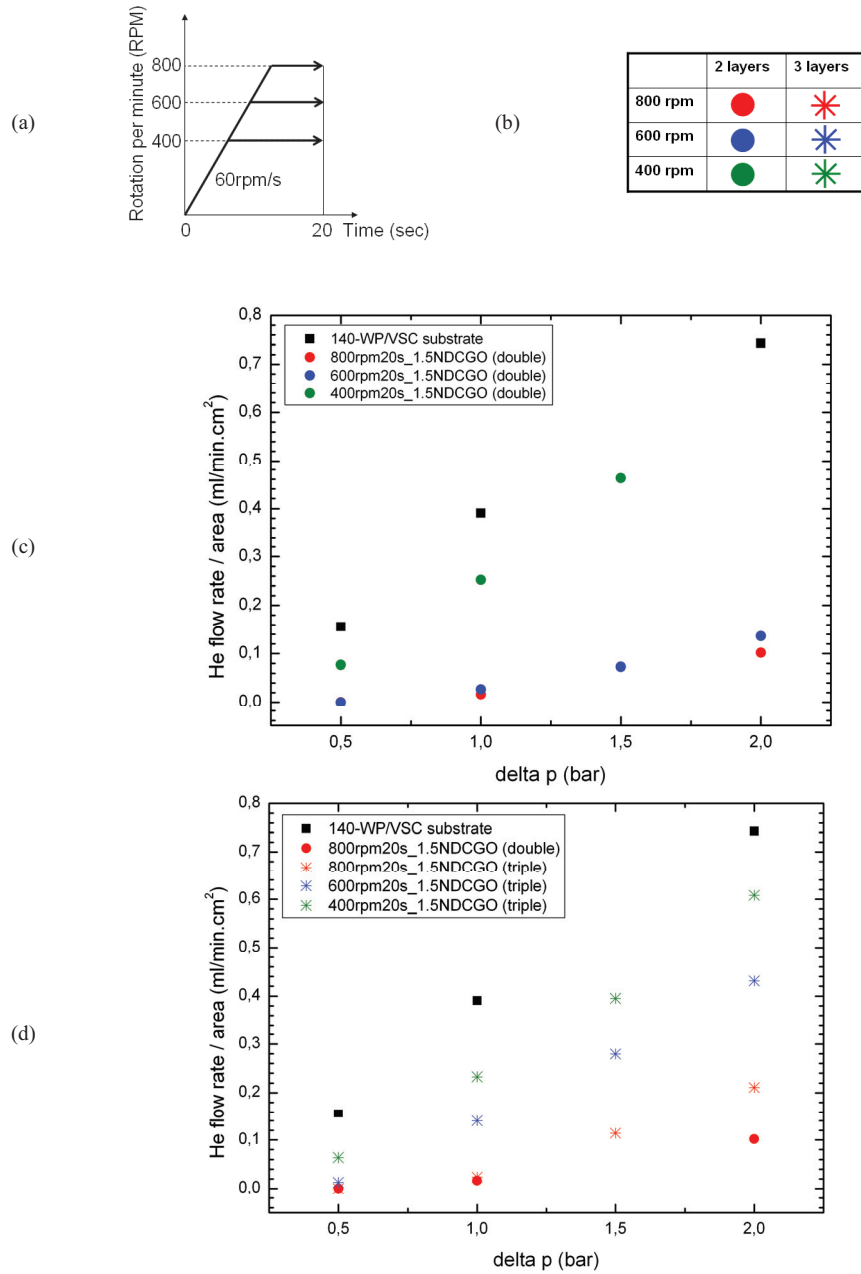 (a)
Rotation per minute (RPM)
800
600
400
60rpm/s
0
20
Time (sec)
(b)
2 layers 3 layers
800 rpm
600 rpm
400 rpm
(c)
He flow rate / area (ml/min.cm²)
0,8
0,7
0,6
0,5
0,4
0,3
0,2
0,1
0,0
140-WP/VSC substrate
800rpm20s_1.5NDCGO (double)
600rpm20s_1.5NDCGO (double)
400rpm20s_1.5NDCGO (double)
0,5 1,0 1,5 2,0
delta p (bar)
(d)
He flow rate / area (ml/min.cm²)
0,8
0,7
0,6
0,5
0,4
0,3
0,2
0,1
0,0
140-WP/VSC substrate
800rpm20s_1.5NDCGO (double)
800rpm20s_1.5NDCGO (triple)
600rpm20s_1.5NDCGO (triple)
400rpm20s_1.5NDCGO (triple)
0,5 1,0 1,5 2,0
delta p (bar)